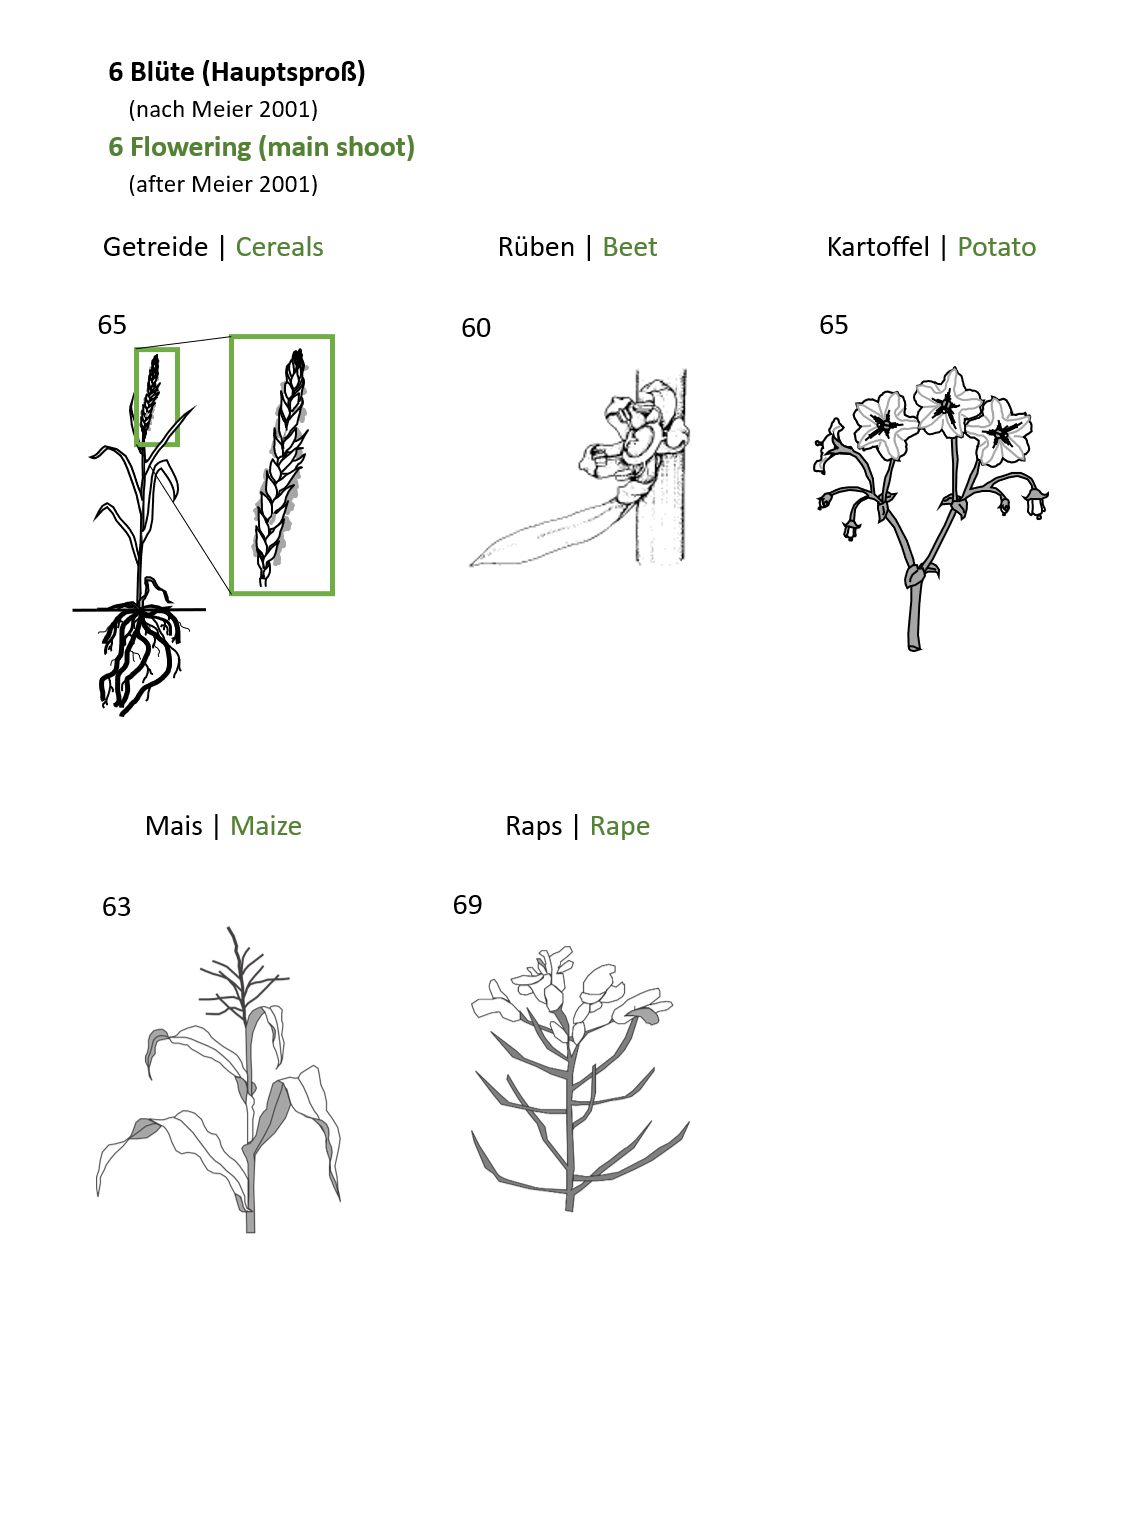 6 Blüte (Hauptsproß)
(nach Meier 2001)
6 Flowering (main shoot)
(after Meier 2001)
Getreide | Cereals
Rüben | Beet
Kartoffel | Potato
65
60
65
Mais | Maize
Raps | Rape
63
69